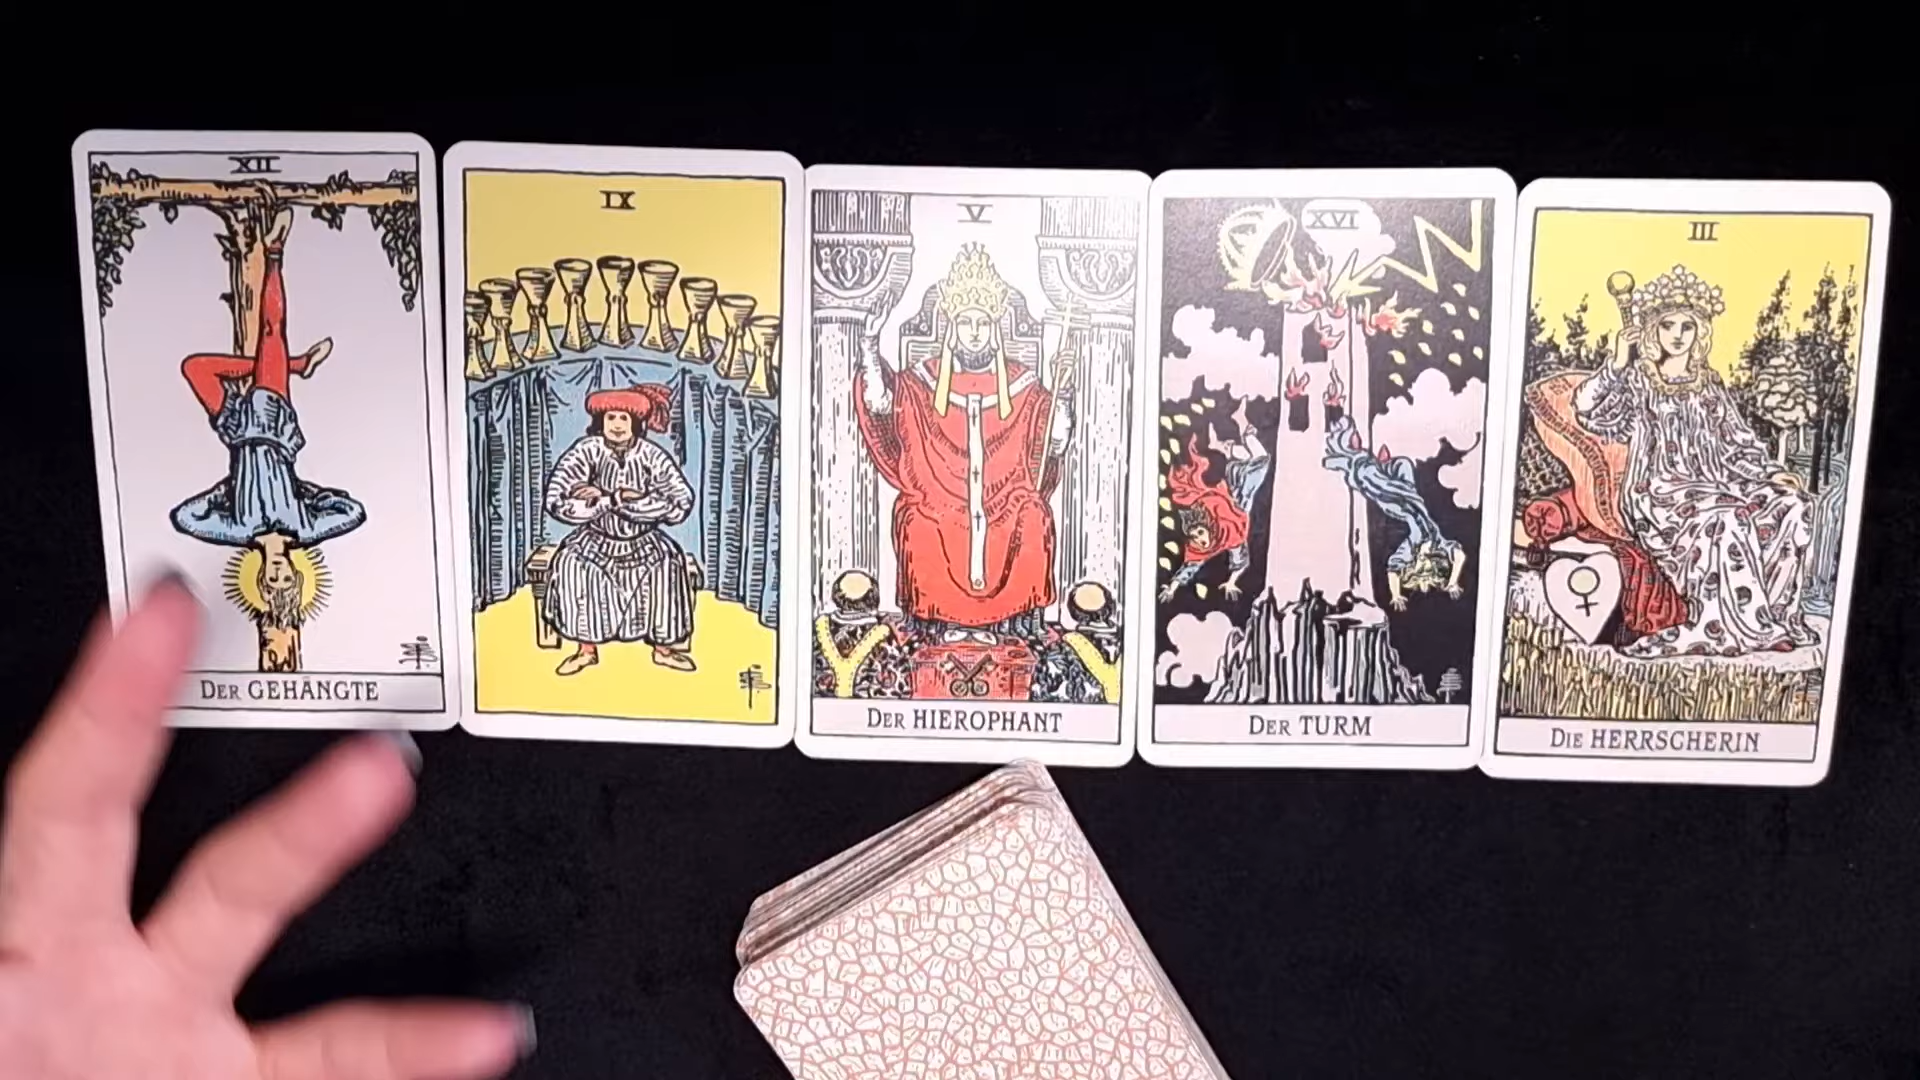 XII
DER GEHÄNGTE
IX
V
DER HIEROPHANT
XVI
DER TURM
III
DIE HERRSCHERIN